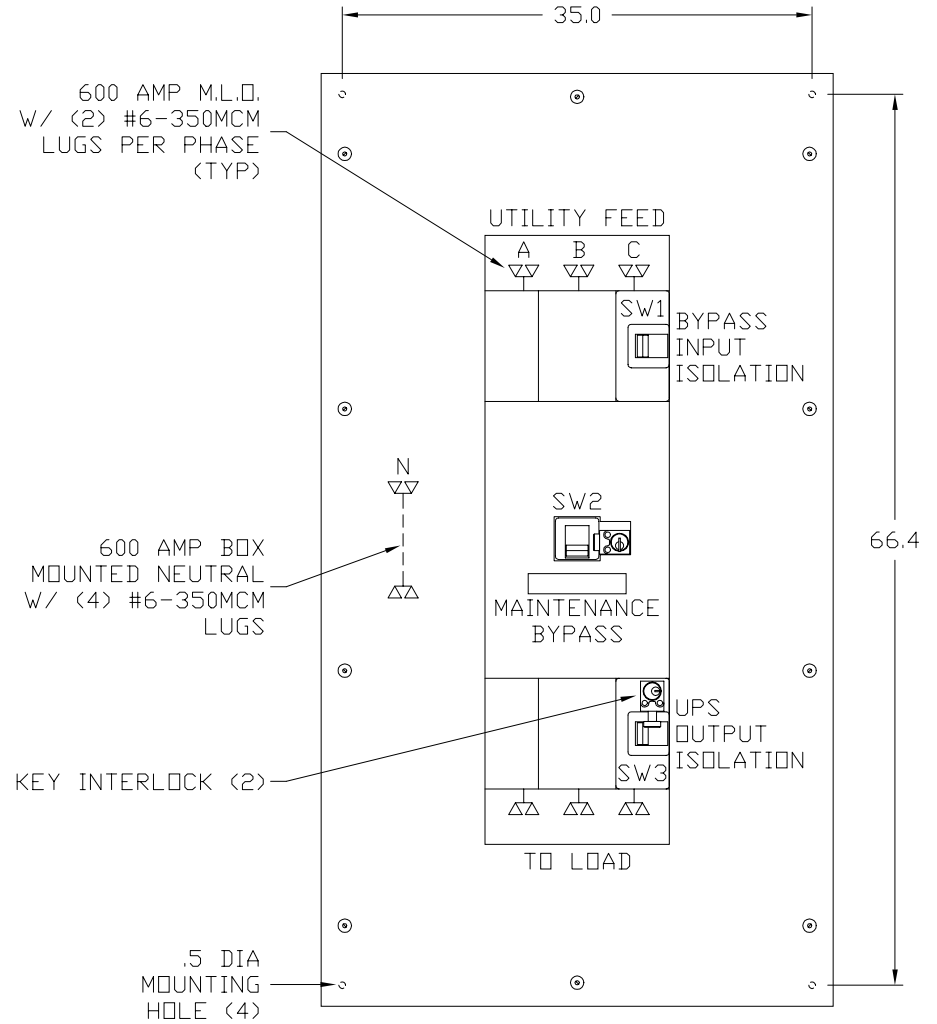 35.0
600 AMP M.L.O.
W/ (2) #6-350MCM
LUGS PER PHASE
(TYP)
UTILITY FEED
A B C
SW1
BYPASS
INPUT
ISOLATION
N
SW2
600 AMP BOX
MOUNTED NEUTRAL
W/ (4) #6-350MCM
LUGS
66.4
MAINTENANCE
BYPASS
UPS
OUTPUT
ISOLATION
SW3
KEY INTERLOCK (2)
TO LOAD
.5 DIA
MOUNTING
HOLE (4)